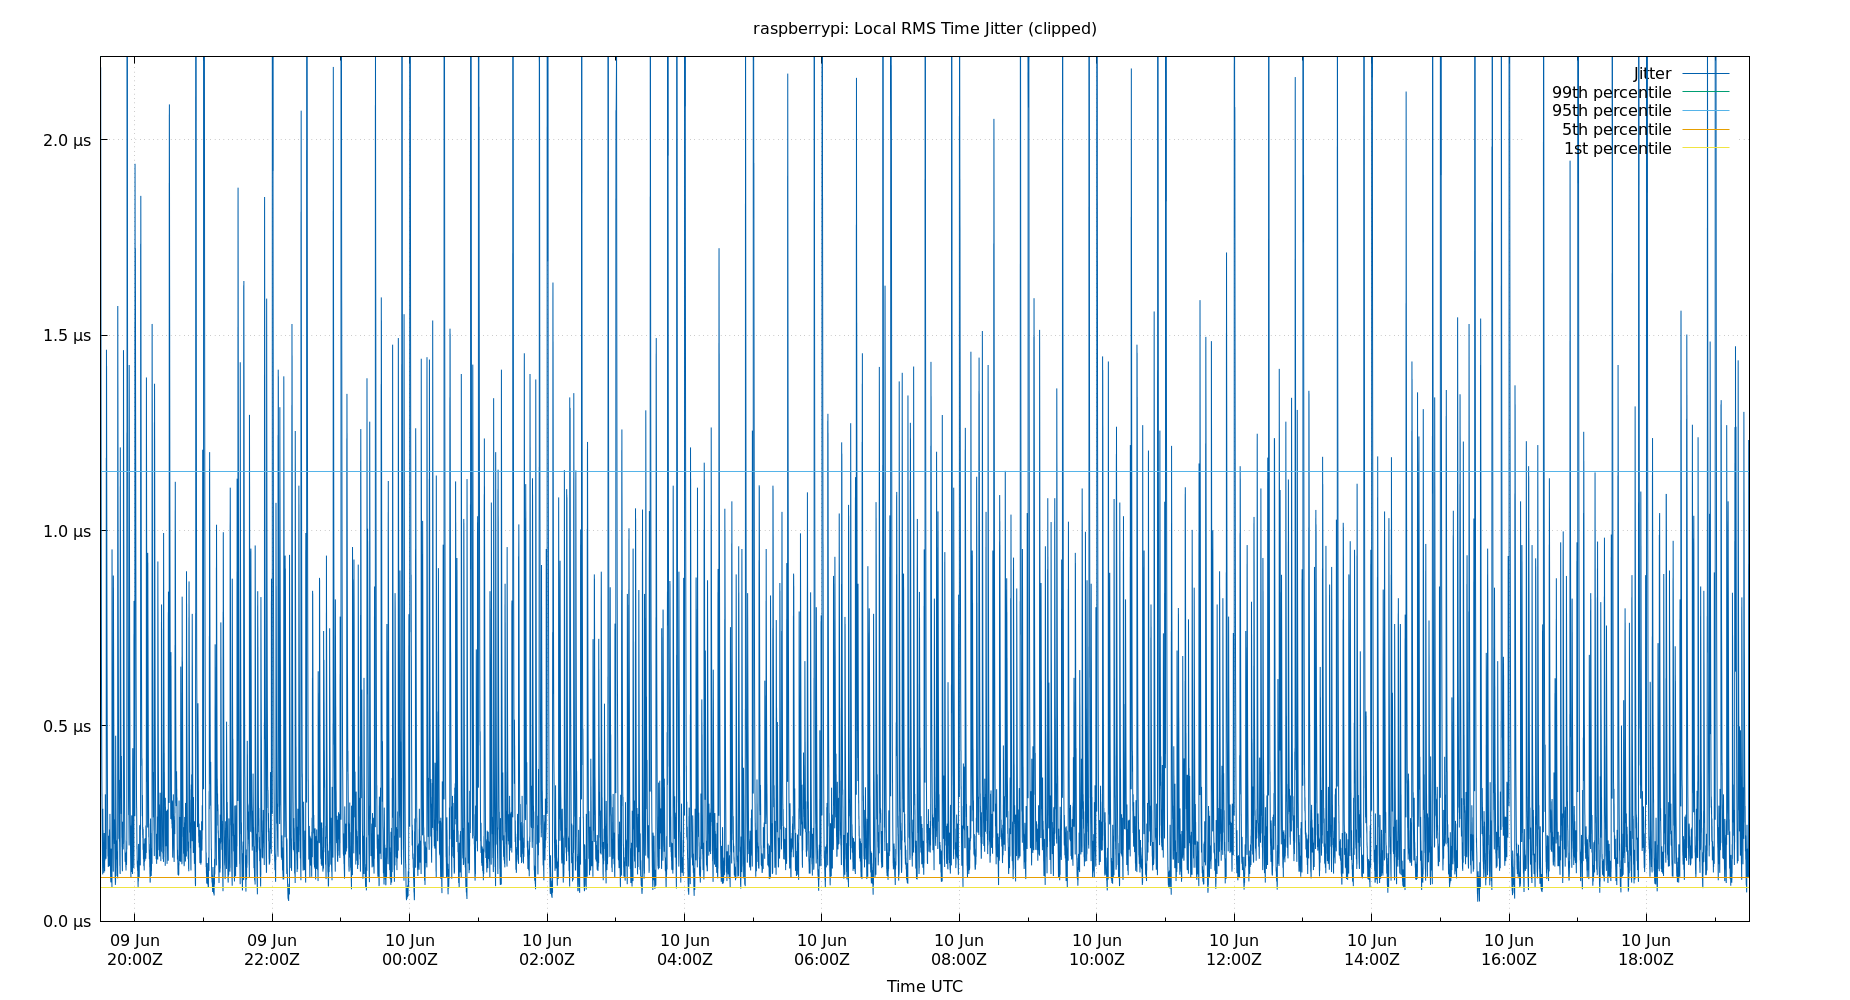 raspberrypi: Local RMS Time Jitter (clipped)
Jitter
99th percentile
95th percentile
5th percentile
1st percentile
2.0 µs
1.5 µs
1.0 µs
0.5 µs
0.0 µs
09 Jun 09 Jun 10 Jun 10 Jun 10 Jun 10 Jun 10 Jun 10 Jun 10 Jun 10 Jun 10 Jun 10 Jun
20:00Z 22:00Z 00:00Z 02:00Z 04:00Z 06:00Z 08:00Z 10:00Z 12:00Z 14:00Z 16:00Z 18:00Z
Time UTC